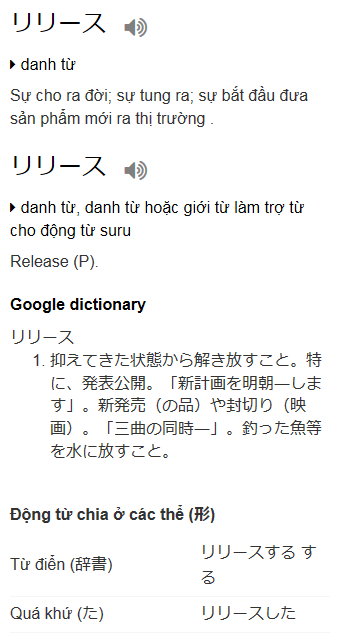 リリース
danh từ
Sự cho ra đời; sự tung ra; sự bắt đầu đưa
sản phẩm mới ra thị trường .
リリース
danh từ, danh từ hoặc giới từ làm trợ từ
cho động từ suru
Release (P).
Google dictionary
リリース
1. 抑えてきた状態から解き放すこと。特
に、発表公開。「新計画を明朝―しま
す」。新発売（の品）や封切り（映
画）。「三曲の同時―」。釣った魚等
を水に放すこと。
Động từ chia ở các thể (形)
Từ điển (辞書) リリースする す
る
Quá khứ (た) リリースした